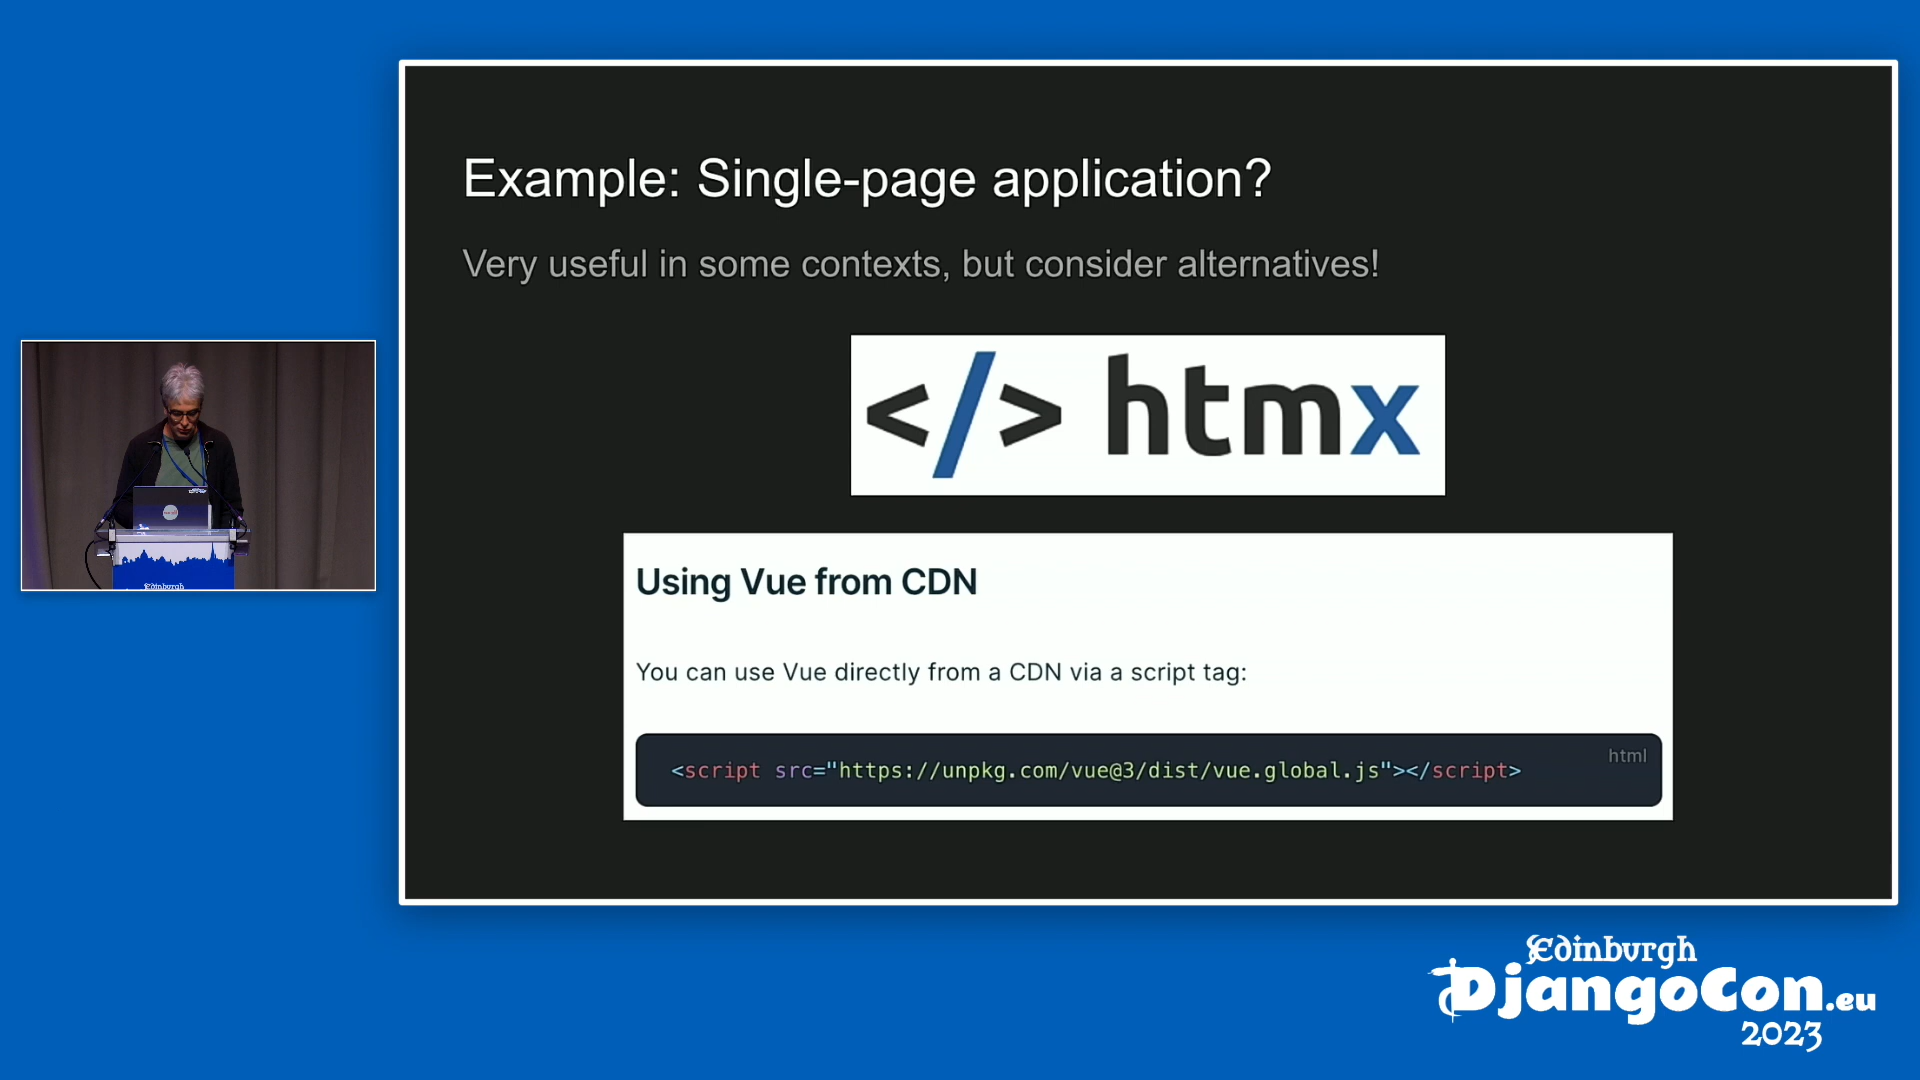 Example: Single-page application?
Very useful in some contexts, but consider alternatives!
</> htmx
Using Vue from CDN
You can use Vue directly from a CDN via a script tag:
html
<script src="https://unpkg.com/vue@3/dist/vue.global.js"></script>
Edinburgh
Edinburgh
DjangoCon.eu
2023